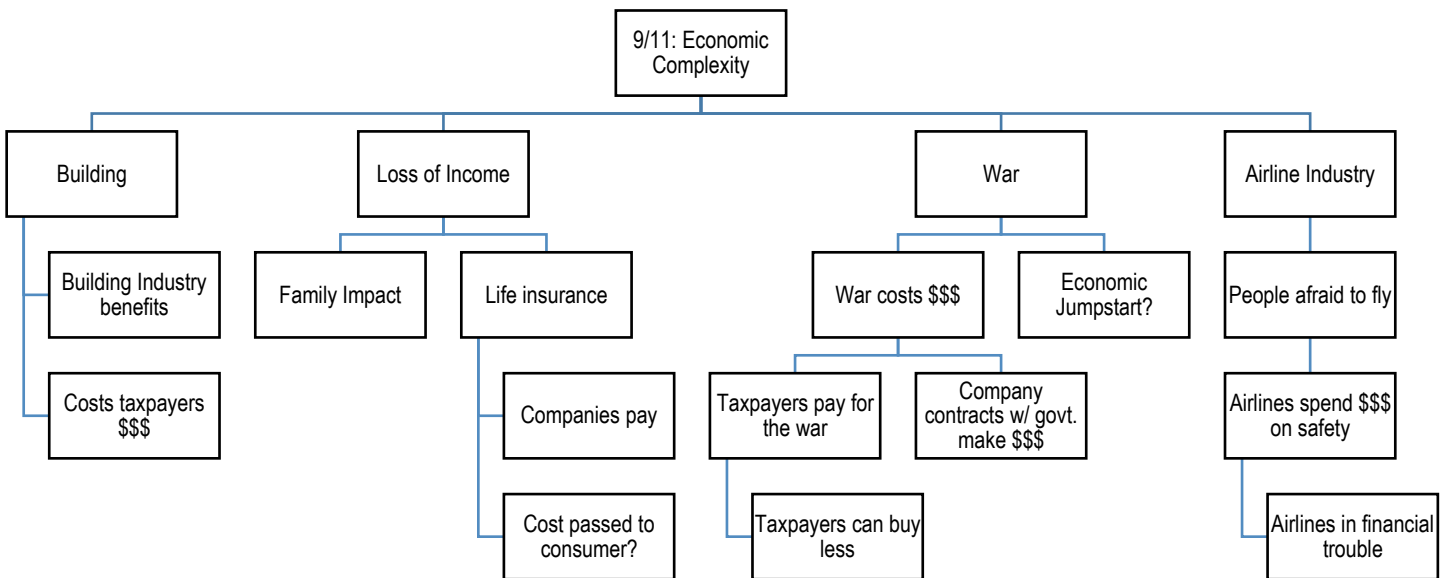 9/11: Economic
Complexity
Building
Loss of Income
War
Airline Industry
Building Industry
benefits
Family Impact
Life insurance
War costs $$$
Economic
Jumpstart?
People afraid to fly
Costs taxpayers
$$$
Companies pay
Taxpayers pay for
the war
Company
contracts w/ govt.
make $$$
Airlines spend $$$
on safety
Cost passed to
consumer?
Taxpayers can buy
less
Airlines in financial
trouble